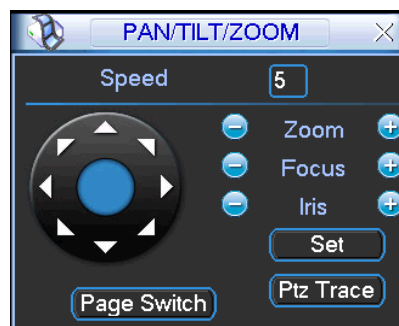 PAN/TILT/ZOOM
Speed 5
Zoom
Focus
Iris
Set
Page Switch
Ptz Trace